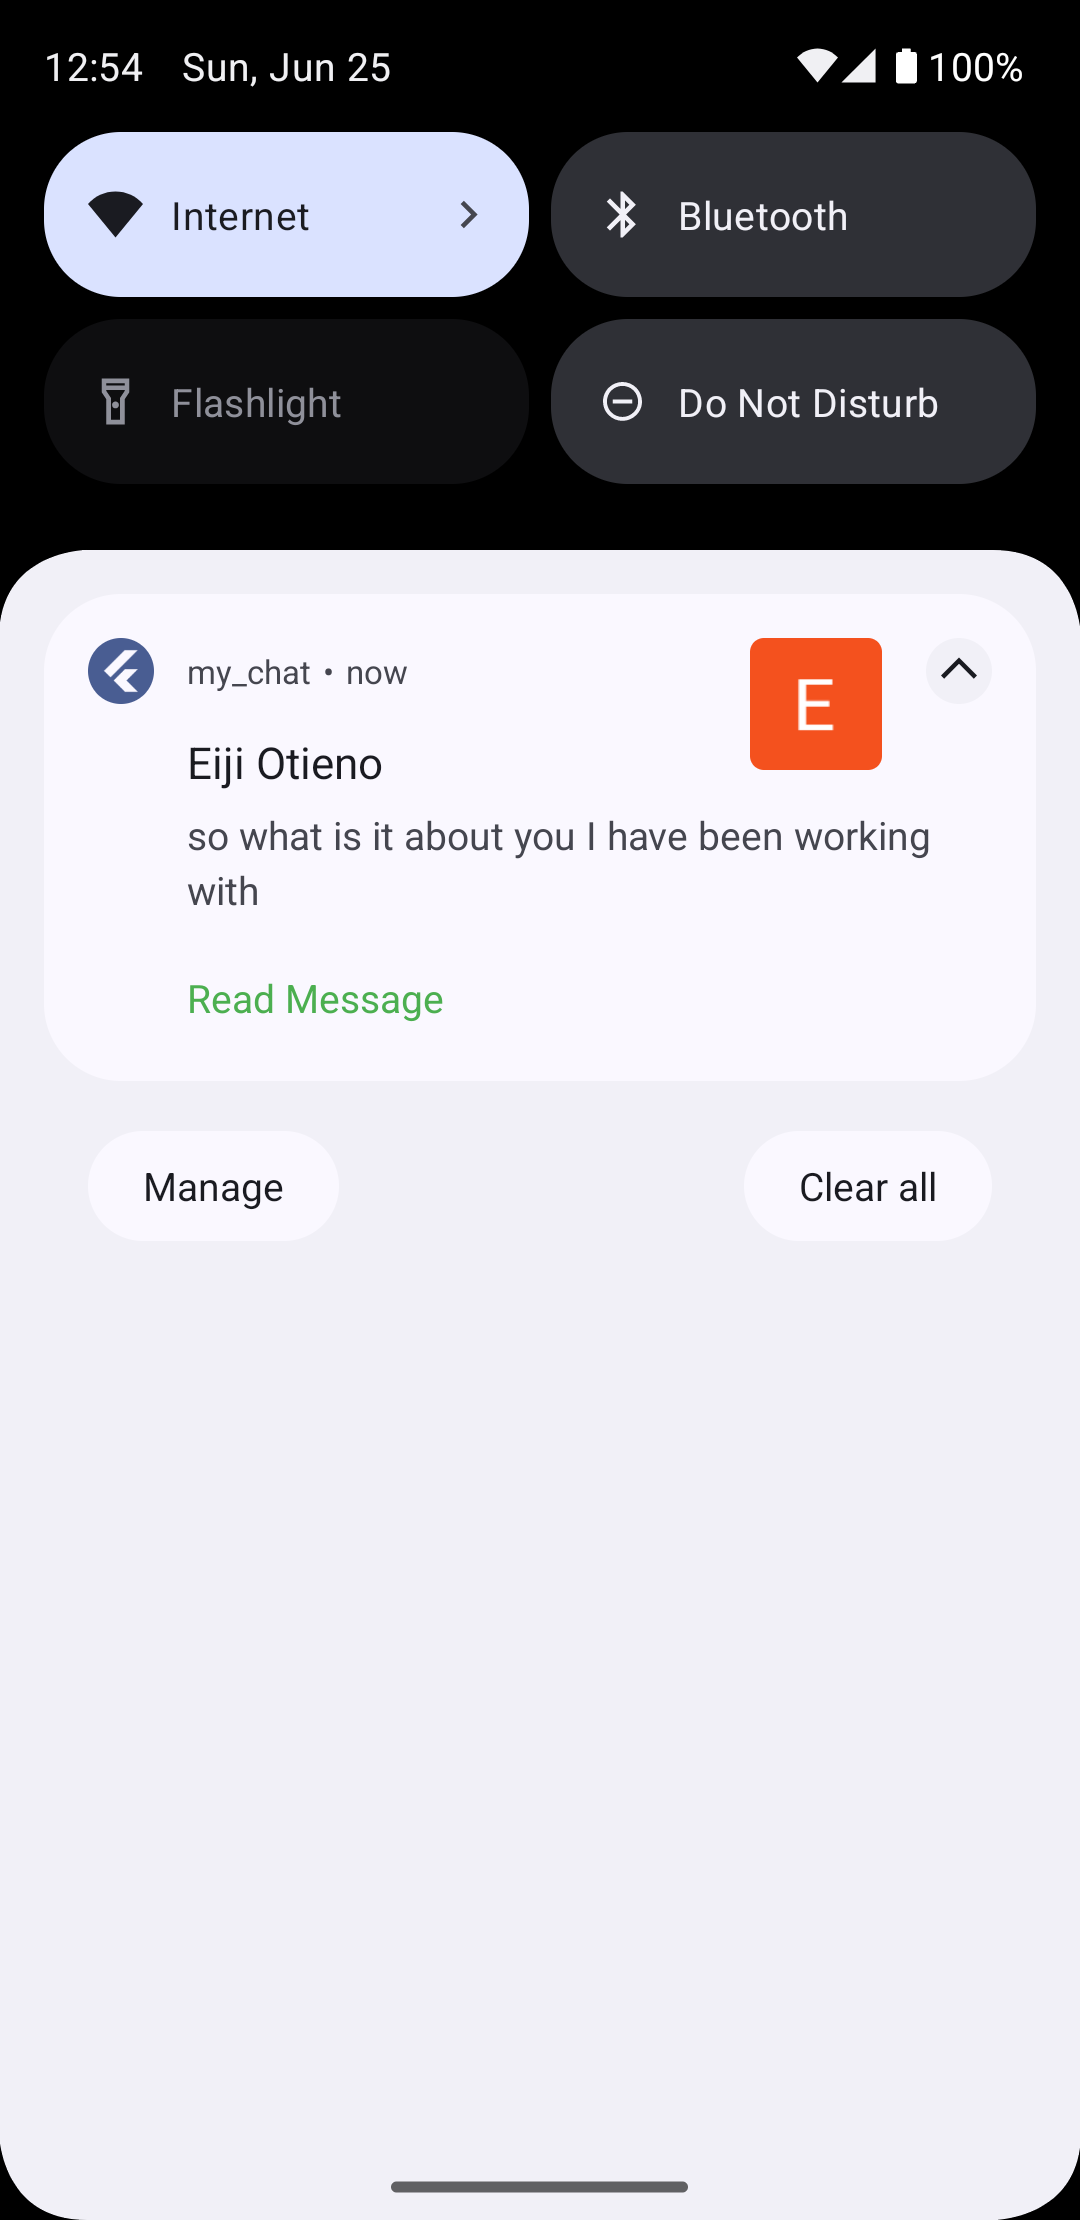 12:54 Sun, Jun 25 100%
Internet
Bluetooth
Flashlight
Do Not Disturb
my_chat • now
E
Eiji Otieno
so what is it about you I have been working
with
Read Message
Manage
Clear all